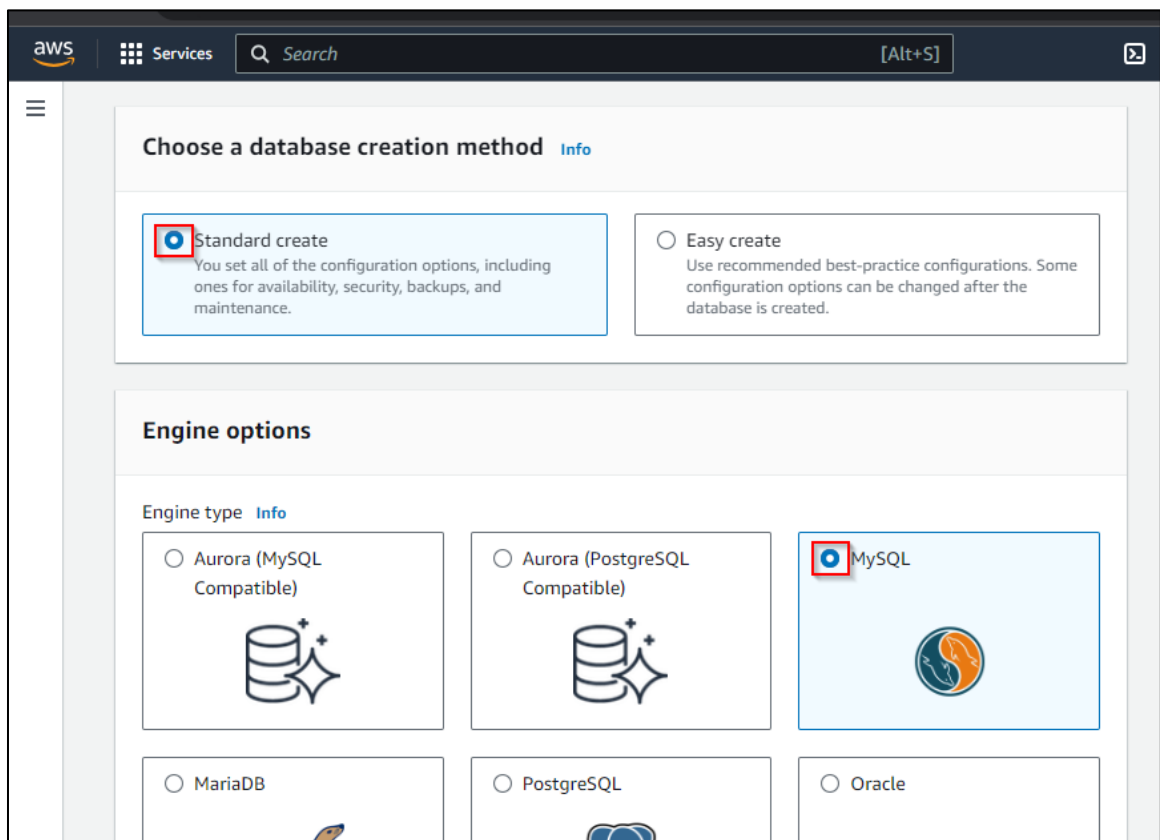 aws
Services
Search
[Alt+S]
Choose a database creation method Info
Standard create
You set all of the configuration options, including
ones for availability, security, backups, and
maintenance.
Easy create
Use recommended best-practice configurations. Some
configuration options can be changed after the
database is created.
Engine options
Engine type Info
Aurora (MySQL
Compatible)
Aurora (PostgreSQL
Compatible)
MySQL
MariaDB
PostgreSQL
Oracle